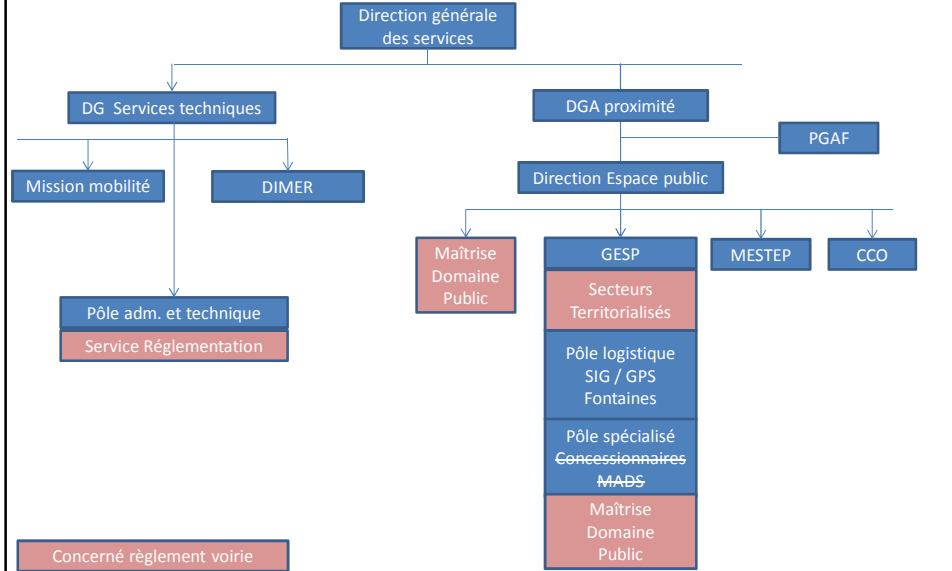 Direction générale
des services
DG Services techniques
DGA proximité
PGAF
Mission mobilité
DIMER
Direction Espace public
Maîtrise
Domaine
Public
GESP
MESTEP
CCO
Secteurs
Territorialisés
Pôle adm. et technique
Service Réglementation
Pôle logistique
SIG / GPS
Fontaines
Pôle spécialisé
Concessionnaires
MADS
Maîtrise
Domaine
Public
Concerné règlement voirie